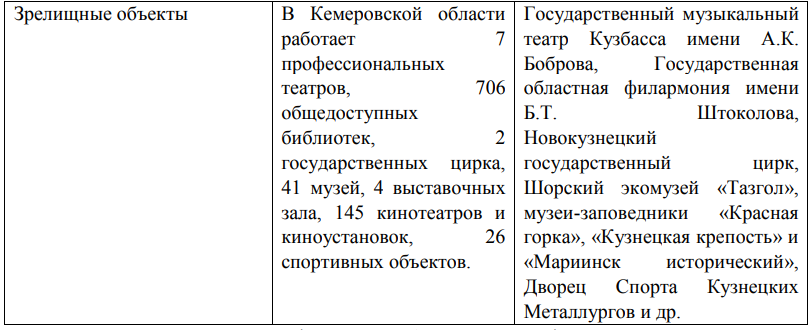 Зрелищные объекты
В Кемеровской области
работает 7
профессиональных
театров, 706
общедоступных
библиотек, 2
государственных цирка,
41 музей, 4 выставочных
зала, 145 кинотеатров и
киноустановок, 26
спортивных объектов.
Государственный музыкальный
театр Кузбасса имени А.К.
Боброва, Государственная
областная филармония имени
Б.Т. Штоколова,
Новокузнецкий
государственный цирк,
Шорский экомузей «Тазгол»,
музеи-заповедники «Красная
горка», «Кузнецкая крепость» и
«Мариинск исторический»,
Дворец Спорта Кузнецких
Металлургов и др.